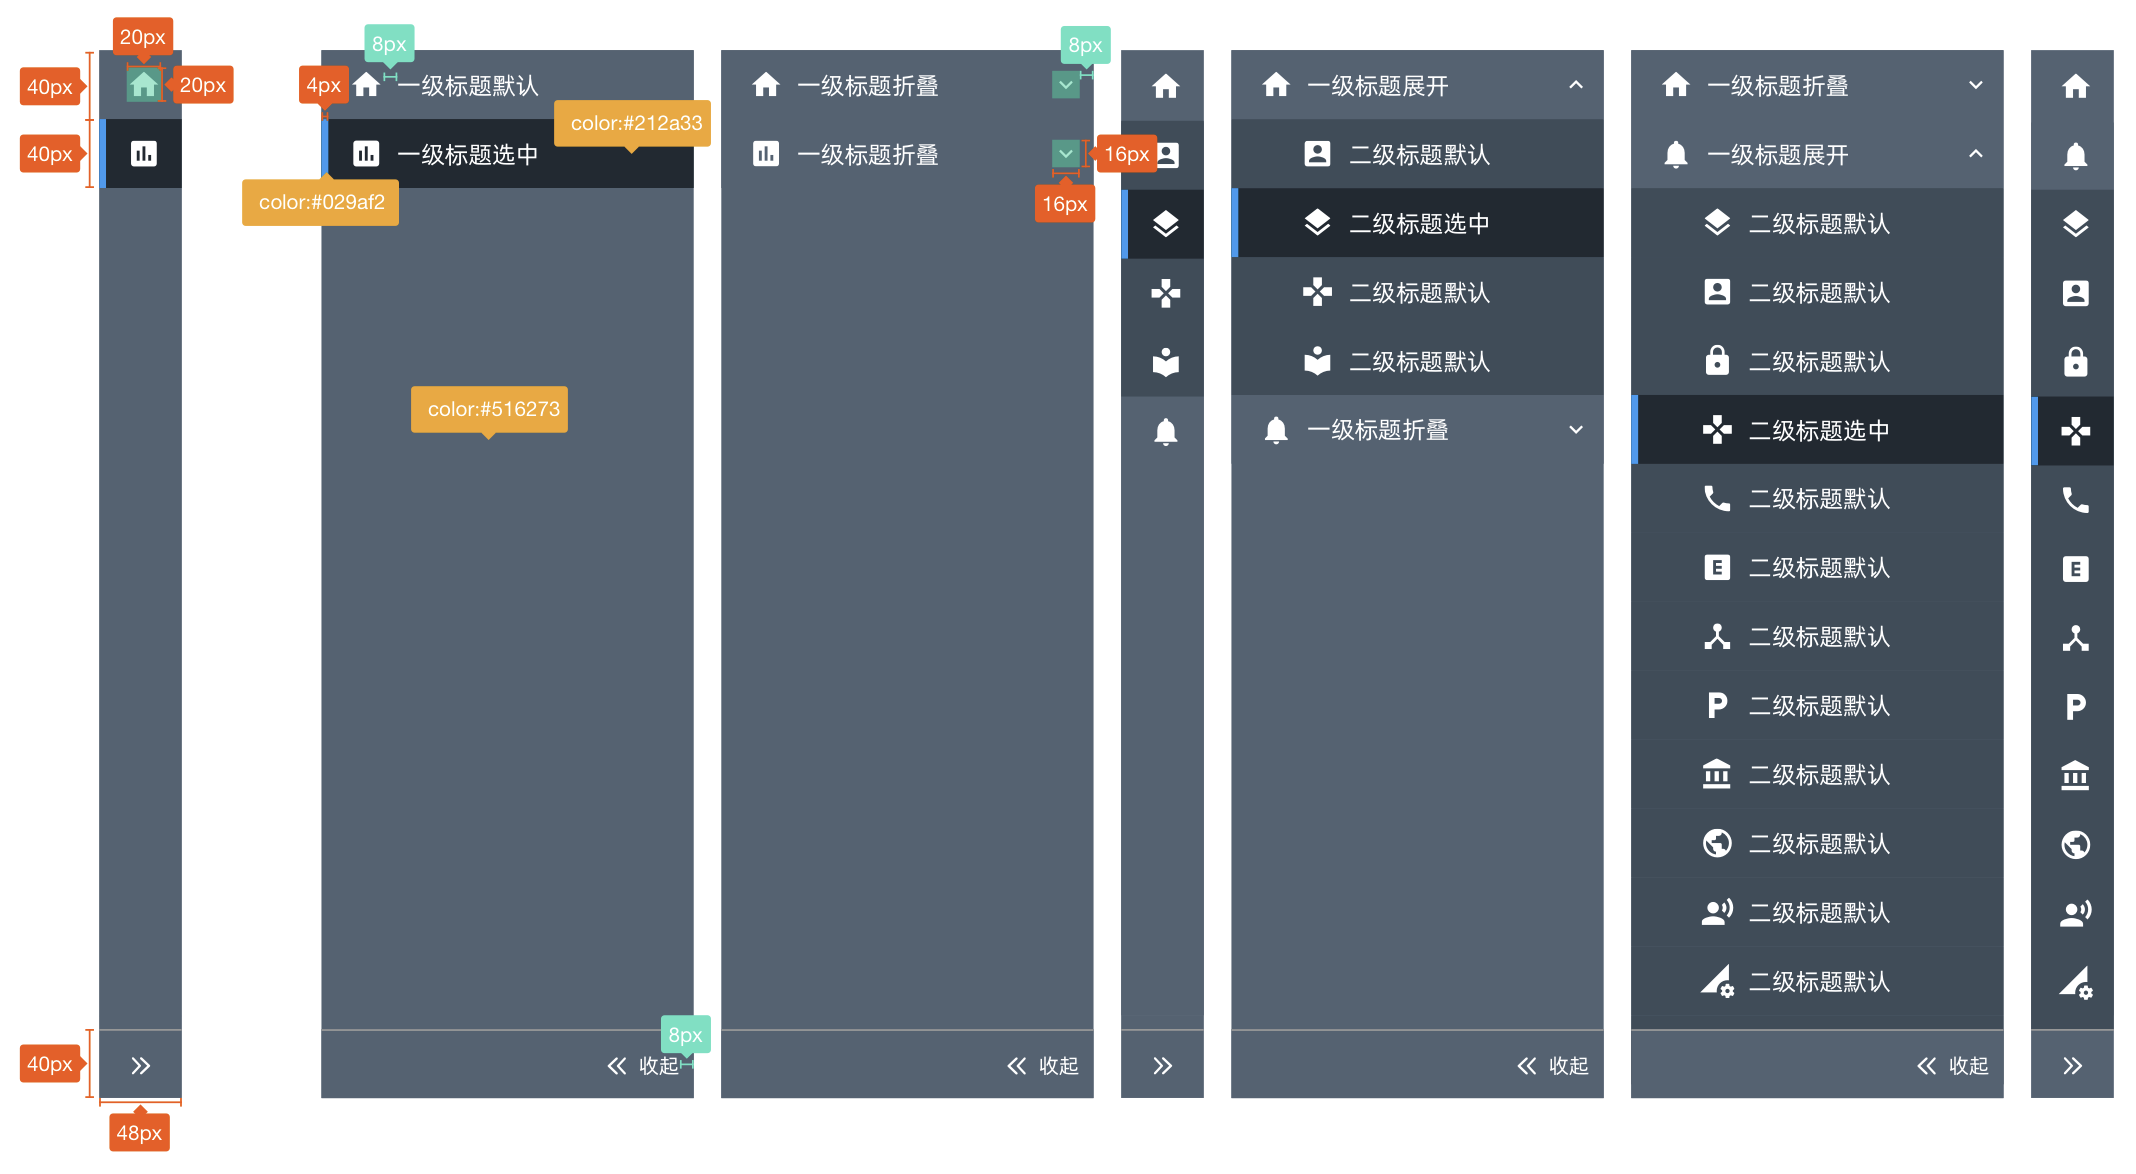 20px
40px
20px
40px
40px
48px
8px
4px
一级标题默认
color:#212a33
一级标题选中
color:#029af2
color:#516273
8px
收起
8px
一级标题折叠
一级标题折叠
16px
16px
收起
一级标题展开
二级标题默认
二级标题选中
二级标题默认
二级标题默认
一级标题折叠
收起
一级标题折叠
一级标题展开
二级标题默认
二级标题默认
二级标题默认
二级标题选中
二级标题默认
E 二级标题默认
二级标题默认
P 二级标题默认
二级标题默认
二级标题默认
二级标题默认
二级标题默认
收起
E
P